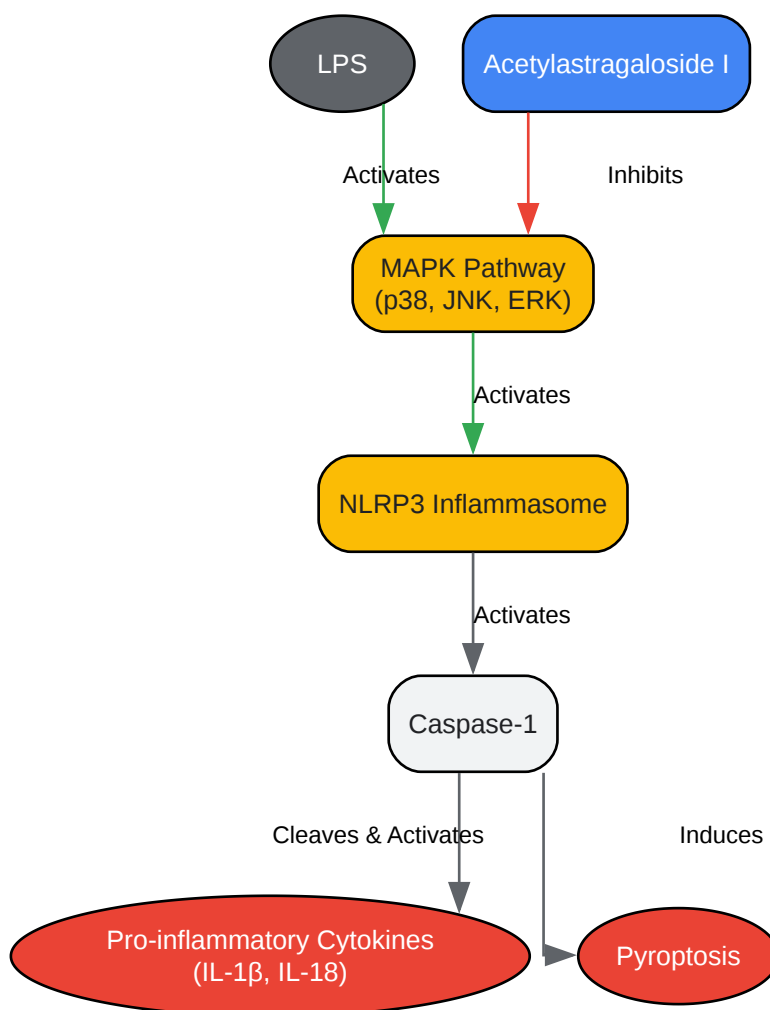 LPS
Acetylastragaloside I
Activates
Inhibits
MAPK Pathway
(p38, JNK, ERK)
Activates
NLRP3 Inflammasome
Activates
Caspase-1
Cleaves & Activates
Induces
Pro-inflammatory Cytokines
(IL-1β, IL-18)
Pyroptosis